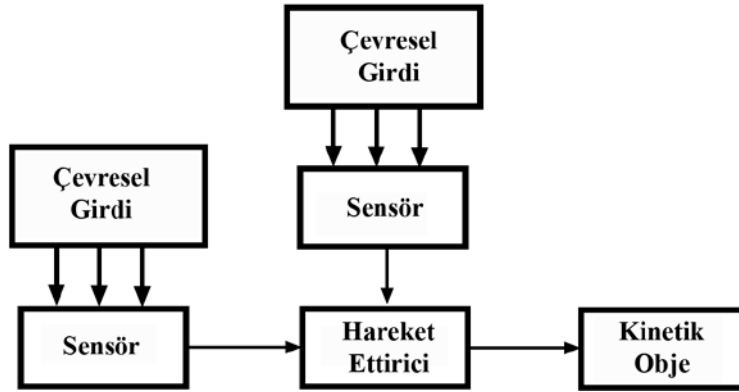 Çevresel
Girdi
Çevresel
Girdi
Sensör
Sensör
Hareket
Ettirici
Kinetik
Obje